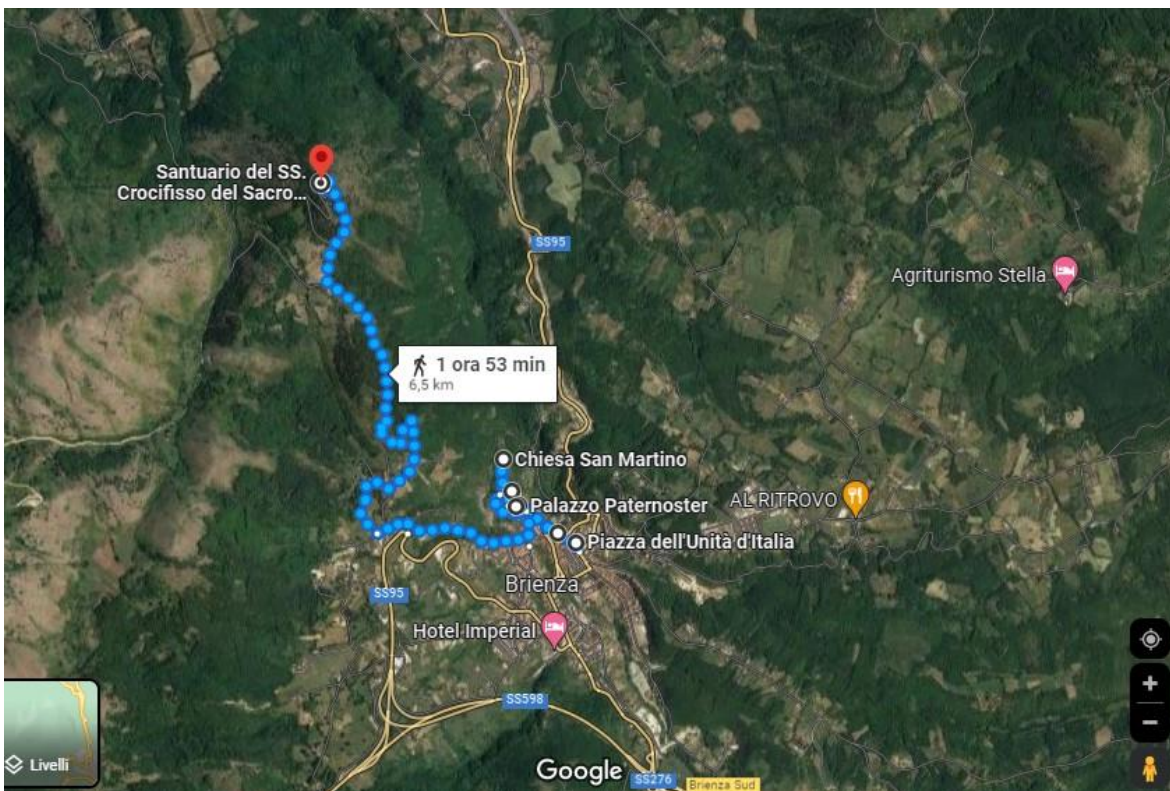 Santuario del SS.
Crocifisso del Sacro...
SS95
Agriturismo Stella
1 ora 53 min
6,5 km
Chiesa San Martino
Palazzo Paternoster
AL RITROVO
Piazza dell'Unità d'Italia
Brienza
SS95
Hotel Imperial
SS598
Livelli
Google
SS276
Brienza Sud